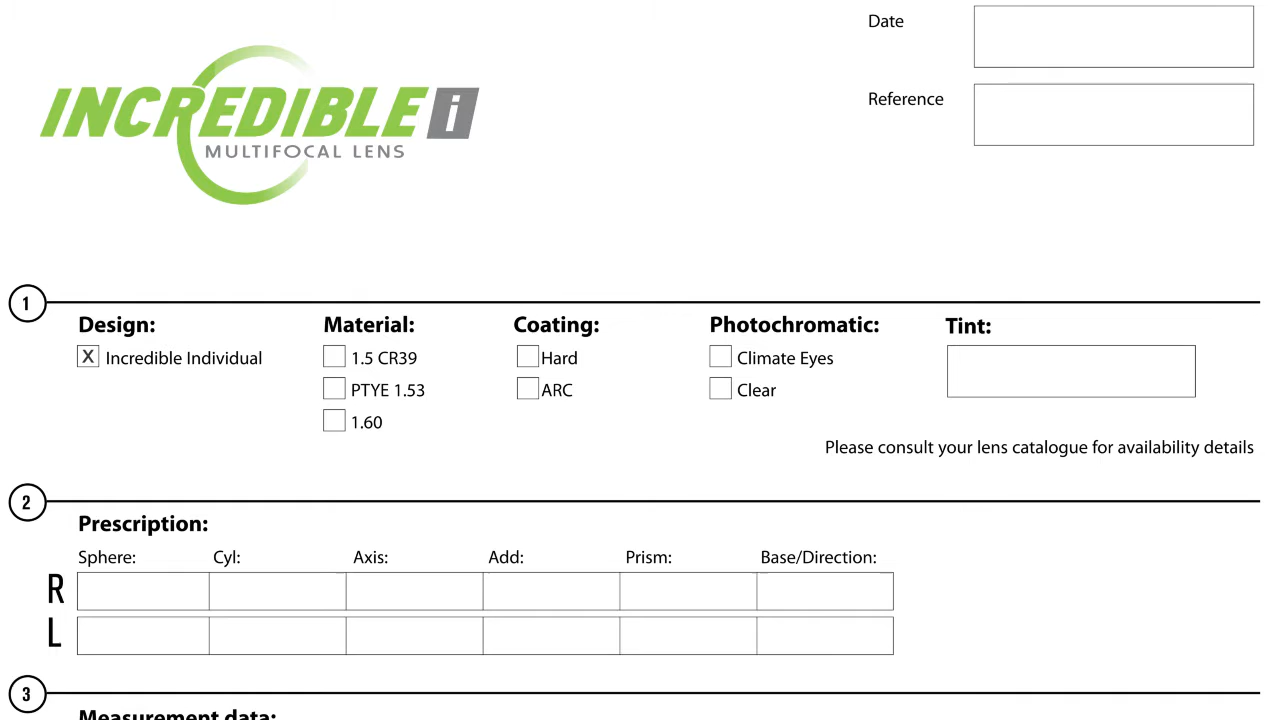 Date
INCREDIBLE i
MULTIFOCAL LENS
Reference
1
Design: Material: Coating: Photochromatic: Tint:
X Incredible Individual 1.5 CR39 Hard Climate Eyes
PTYE 1.53 ARC Clear
1.60
Please consult your lens catalogue for availability details
2
Prescription:
Sphere: Cyl: Axis: Add: Prism: Base/Direction:
R
L
3
Measurement data: